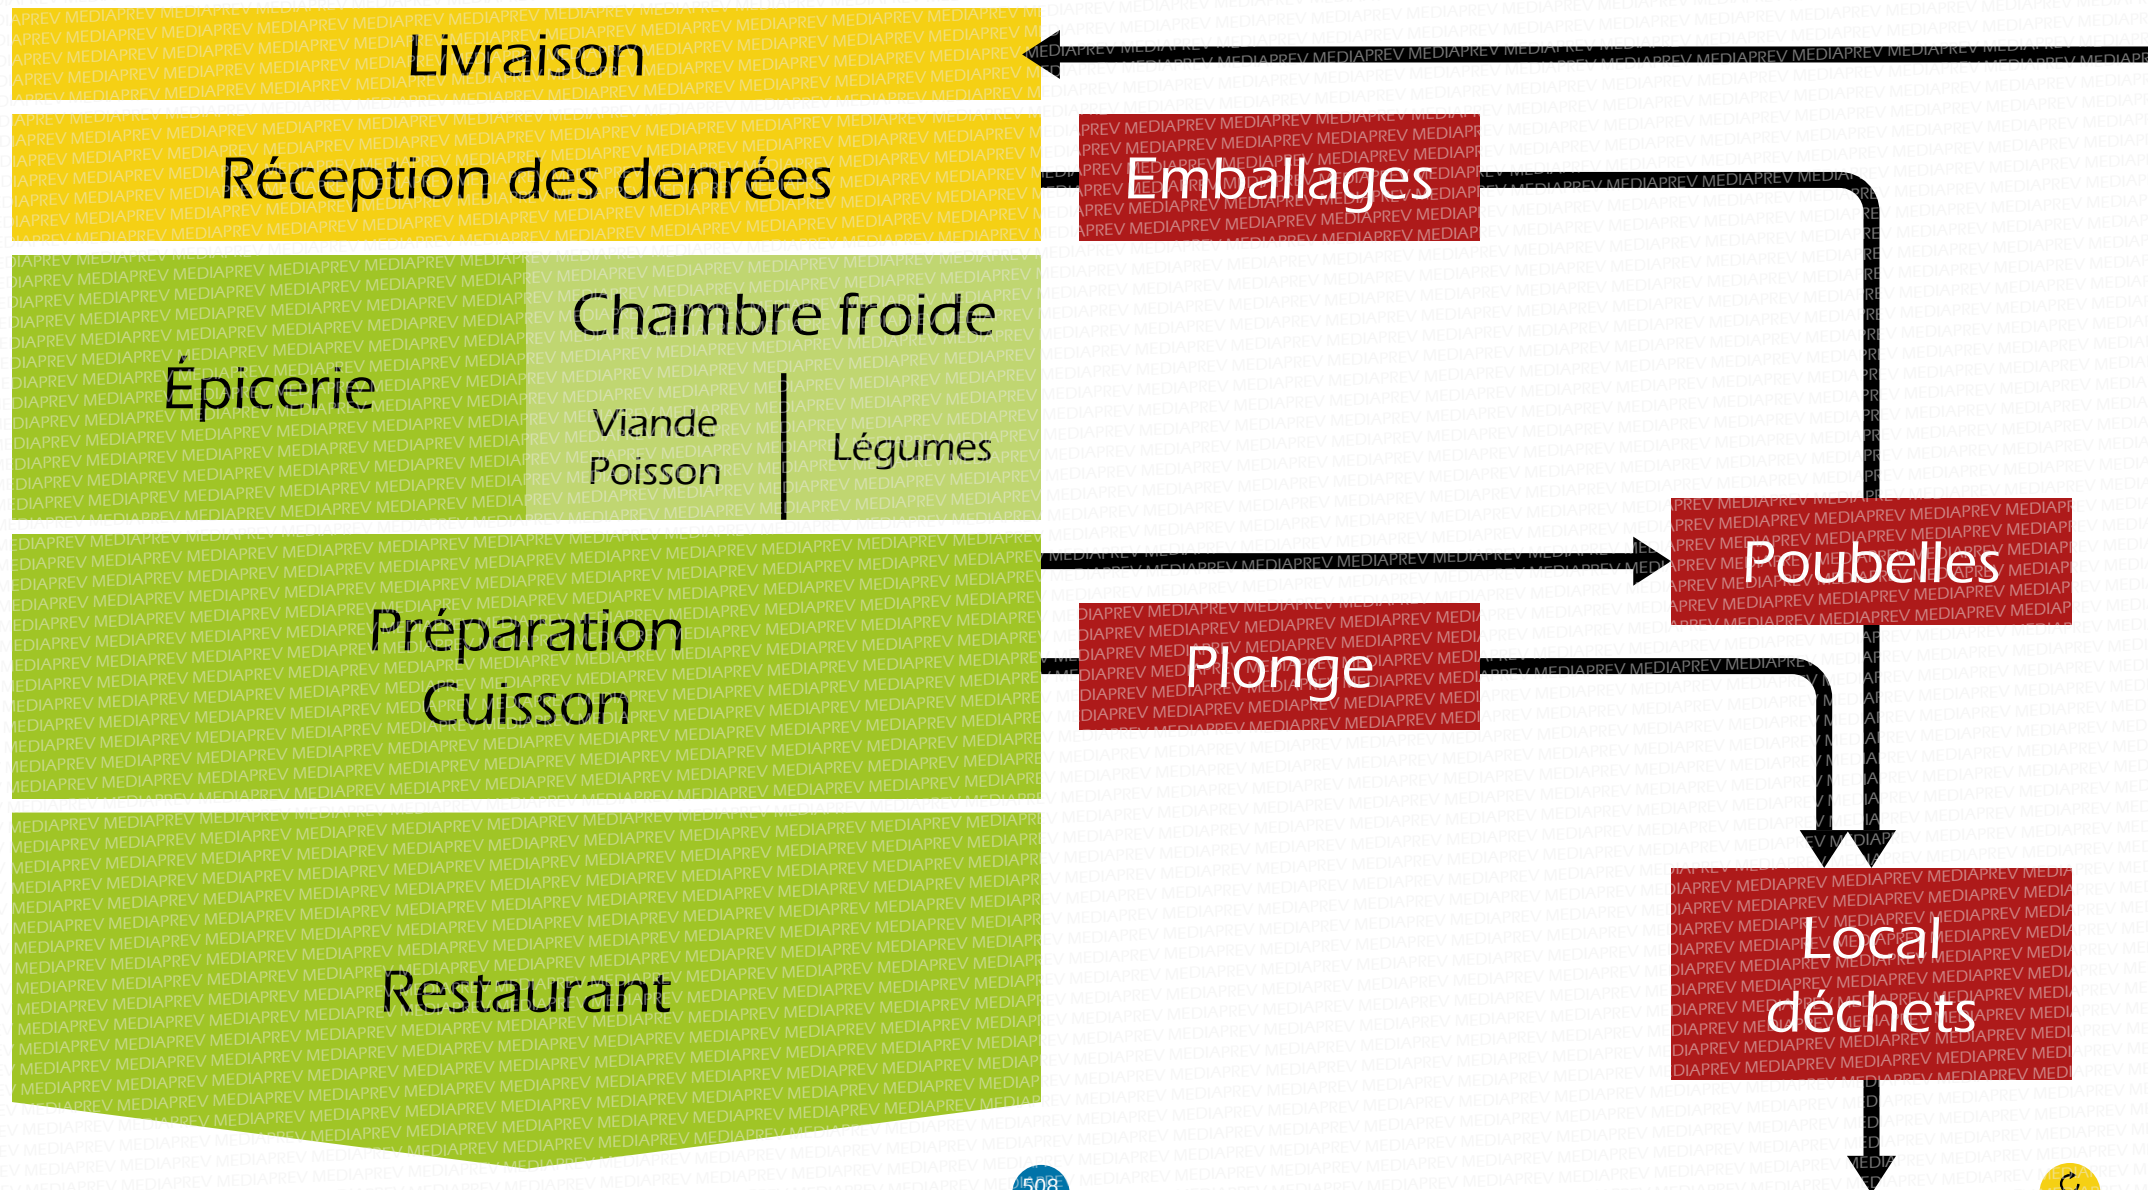 Livraison
Réception des denrées
Emballages
Épicerie
Chambre froide
Viande
Poisson
Légumes
Poubelles
Préparation
Cuisson
Plonge
Restaurant
Local
déchets
508
MEDIAPREV